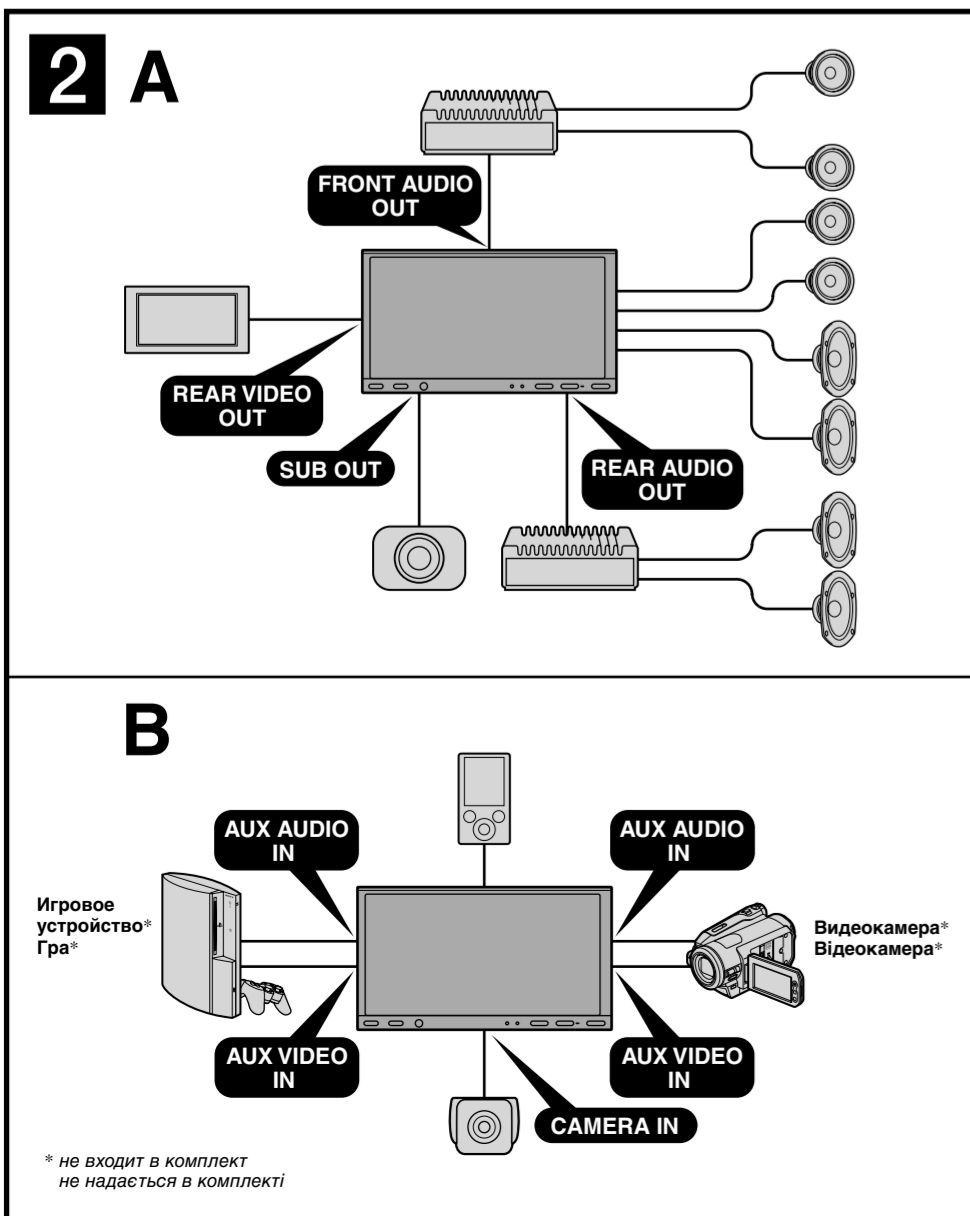 2 A
FRONT AUDIO
OUT
REAR VIDEO
OUT
SUB OUT
REAR AUDIO
OUT
B
AUX AUDIO
IN
AUX AUDIO
IN
Игровое
устройство*
Гра*
Видеокамера*
Відеокамера*
AUX VIDEO
IN
AUX VIDEO
IN
CAMERA IN
* не входит в комплект
не надається в комплекті